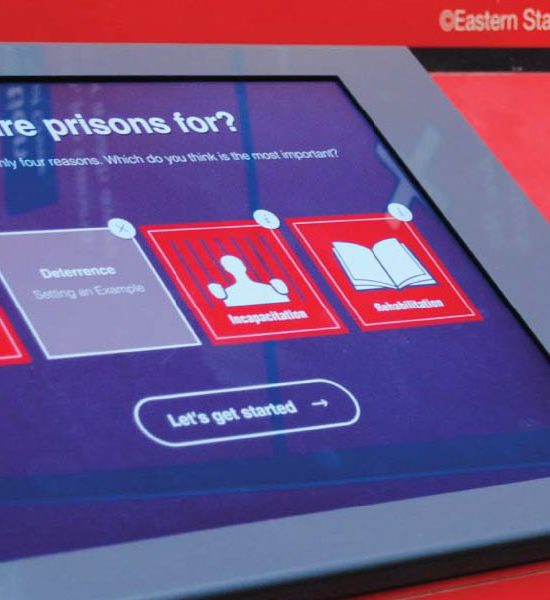 ©Eastern Sta
re prisons for?
nly four reasons. Which do you think is the most important?
Deterrence
Setting an Example
Incapacitation
Rehabilitation
Let's get started →